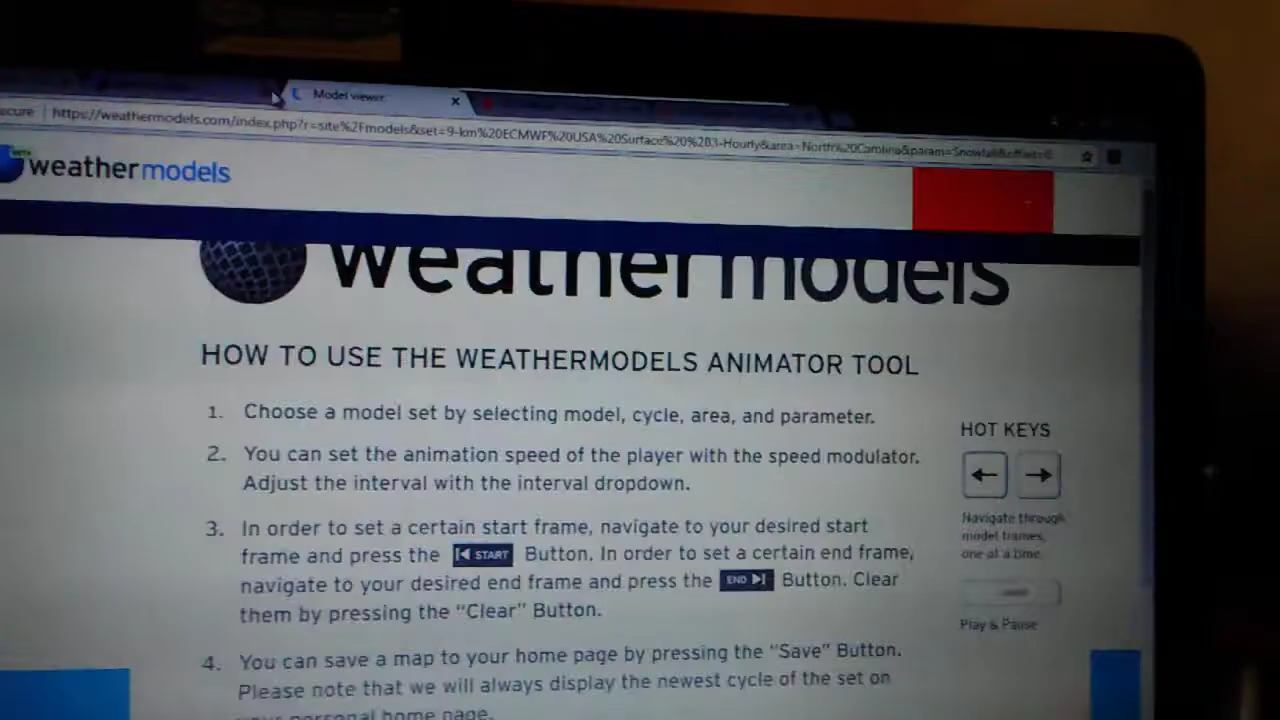 Model viewer
ecure | https://weathermodels.com/index.php?r=site%2Fmodels&set=9-km%20ECMWF%20USA%20Surface%20%203-Hourly&area=North%20Carolina&param=Snowfall&offset=0
weathermodels
weathermodels
HOW TO USE THE WEATHERMODELS ANIMATOR TOOL
1. Choose a model set by selecting model, cycle, area, and parameter.
2. You can set the animation speed of the player with the speed modulator.
Adjust the interval with the interval dropdown.
HOT KEYS
3. In order to set a certain start frame, navigate to your desired start
frame and press the START Button. In order to set a certain end frame,
navigate to your desired end frame and press the END Button. Clear
them by pressing the "Clear" Button.
Navigate through
model frames,
one at a time.
Play & Pause
4. You can save a map to your home page by pressing the "Save" Button.
Please note that we will always display the newest cycle of the set on
personal home page.